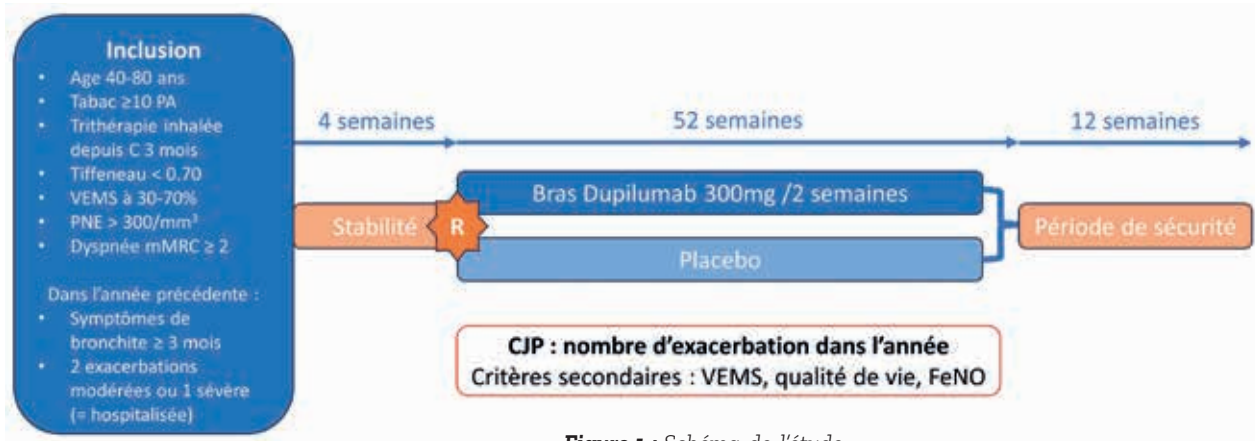 Inclusion
• Age 40-80 ans
• Tabac ≥10 PA
• Trithérapie inhalée
depuis C 3 mois
• Tiffeneau < 0.70
• VEMS à 30-70%
• PNE > 300/mm³
• Dyspnée mMRC ≥ 2
Dans l'année précédente :
• Symptômes de
bronchite ≥ 3 mois
• 2 exacerbations
modérées ou 1 sévère
(= hospitalisée)
4 semaines
52 semaines
12 semaines
Stabilité
R
Bras Dupilumab 300mg /2 semaines
Placebo
Période de sécurité
CJP : nombre d'exacerbation dans l'année
Critères secondaires : VEMS, qualité de vie, FeNO
Figure 1 : Schéma de l'étude